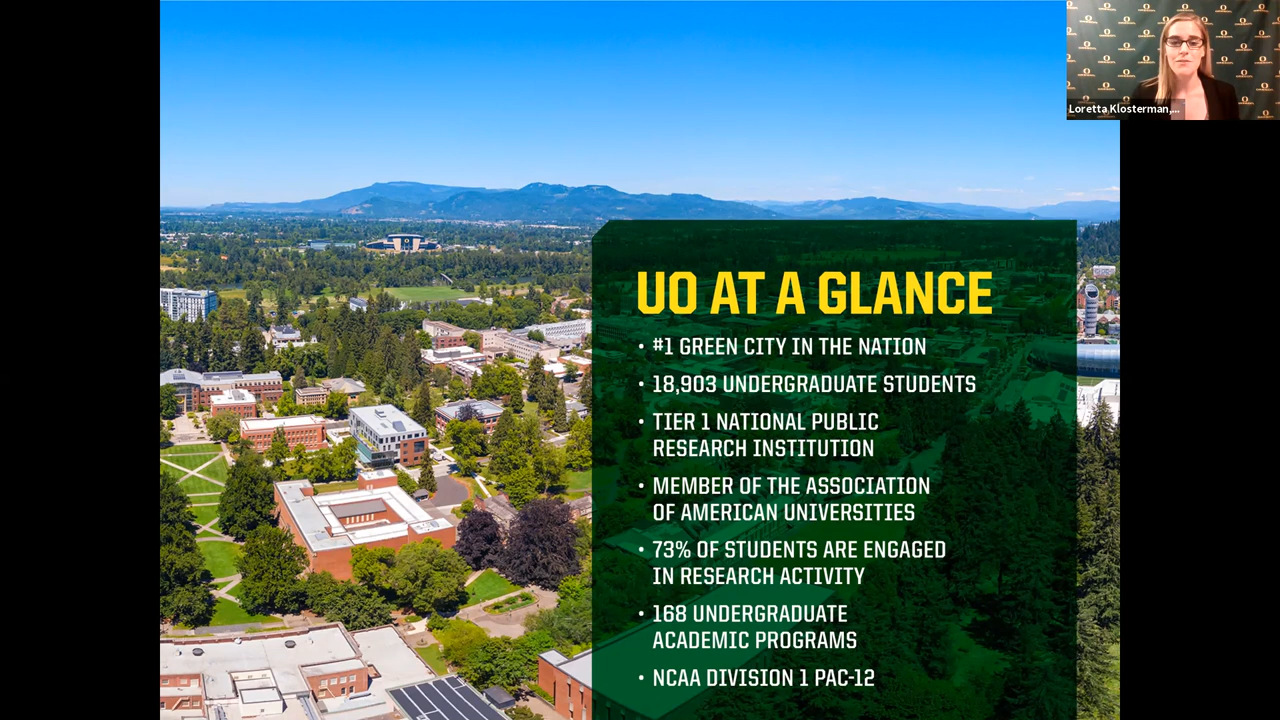 Loretta Klosterman,...
UO AT A GLANCE
• #1 GREEN CITY IN THE NATION
• 18,903 UNDERGRADUATE STUDENTS
• TIER 1 NATIONAL PUBLIC
RESEARCH INSTITUTION
• MEMBER OF THE ASSOCIATION
OF AMERICAN UNIVERSITIES
• 73% OF STUDENTS ARE ENGAGED
IN RESEARCH ACTIVITY
• 168 UNDERGRADUATE
ACADEMIC PROGRAMS
• NCAA DIVISION 1 PAC-12